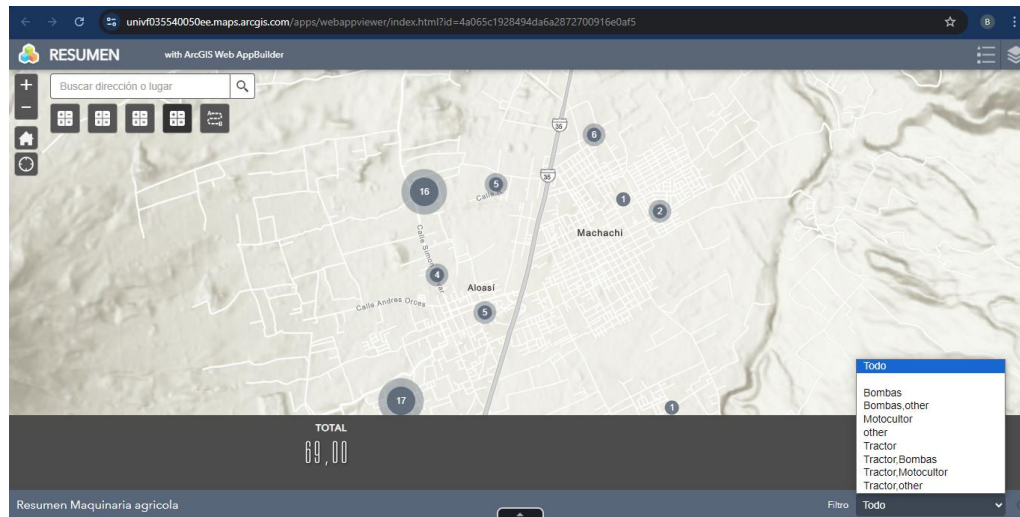 univf035540050ee.maps.arcgis.com/apps/webappviewer/index.html?id=4a065c1928494da6a2872700916e0af5
B
RESUMEN with ArcGIS Web AppBuilder
+
Buscar dirección o lugar
−
35
6
16
5
35
1
2
Machachi
4
Aloasí
Calle Andres Orces
5
17
1
TOTAL
69,00
Todo
Bombas
Bombas,other
Motocultor
other
Tractor
Tractor,Bombas
Tractor,Motocultor
Tractor,other
Resumen Maquinaria agricola
Filtro Todo